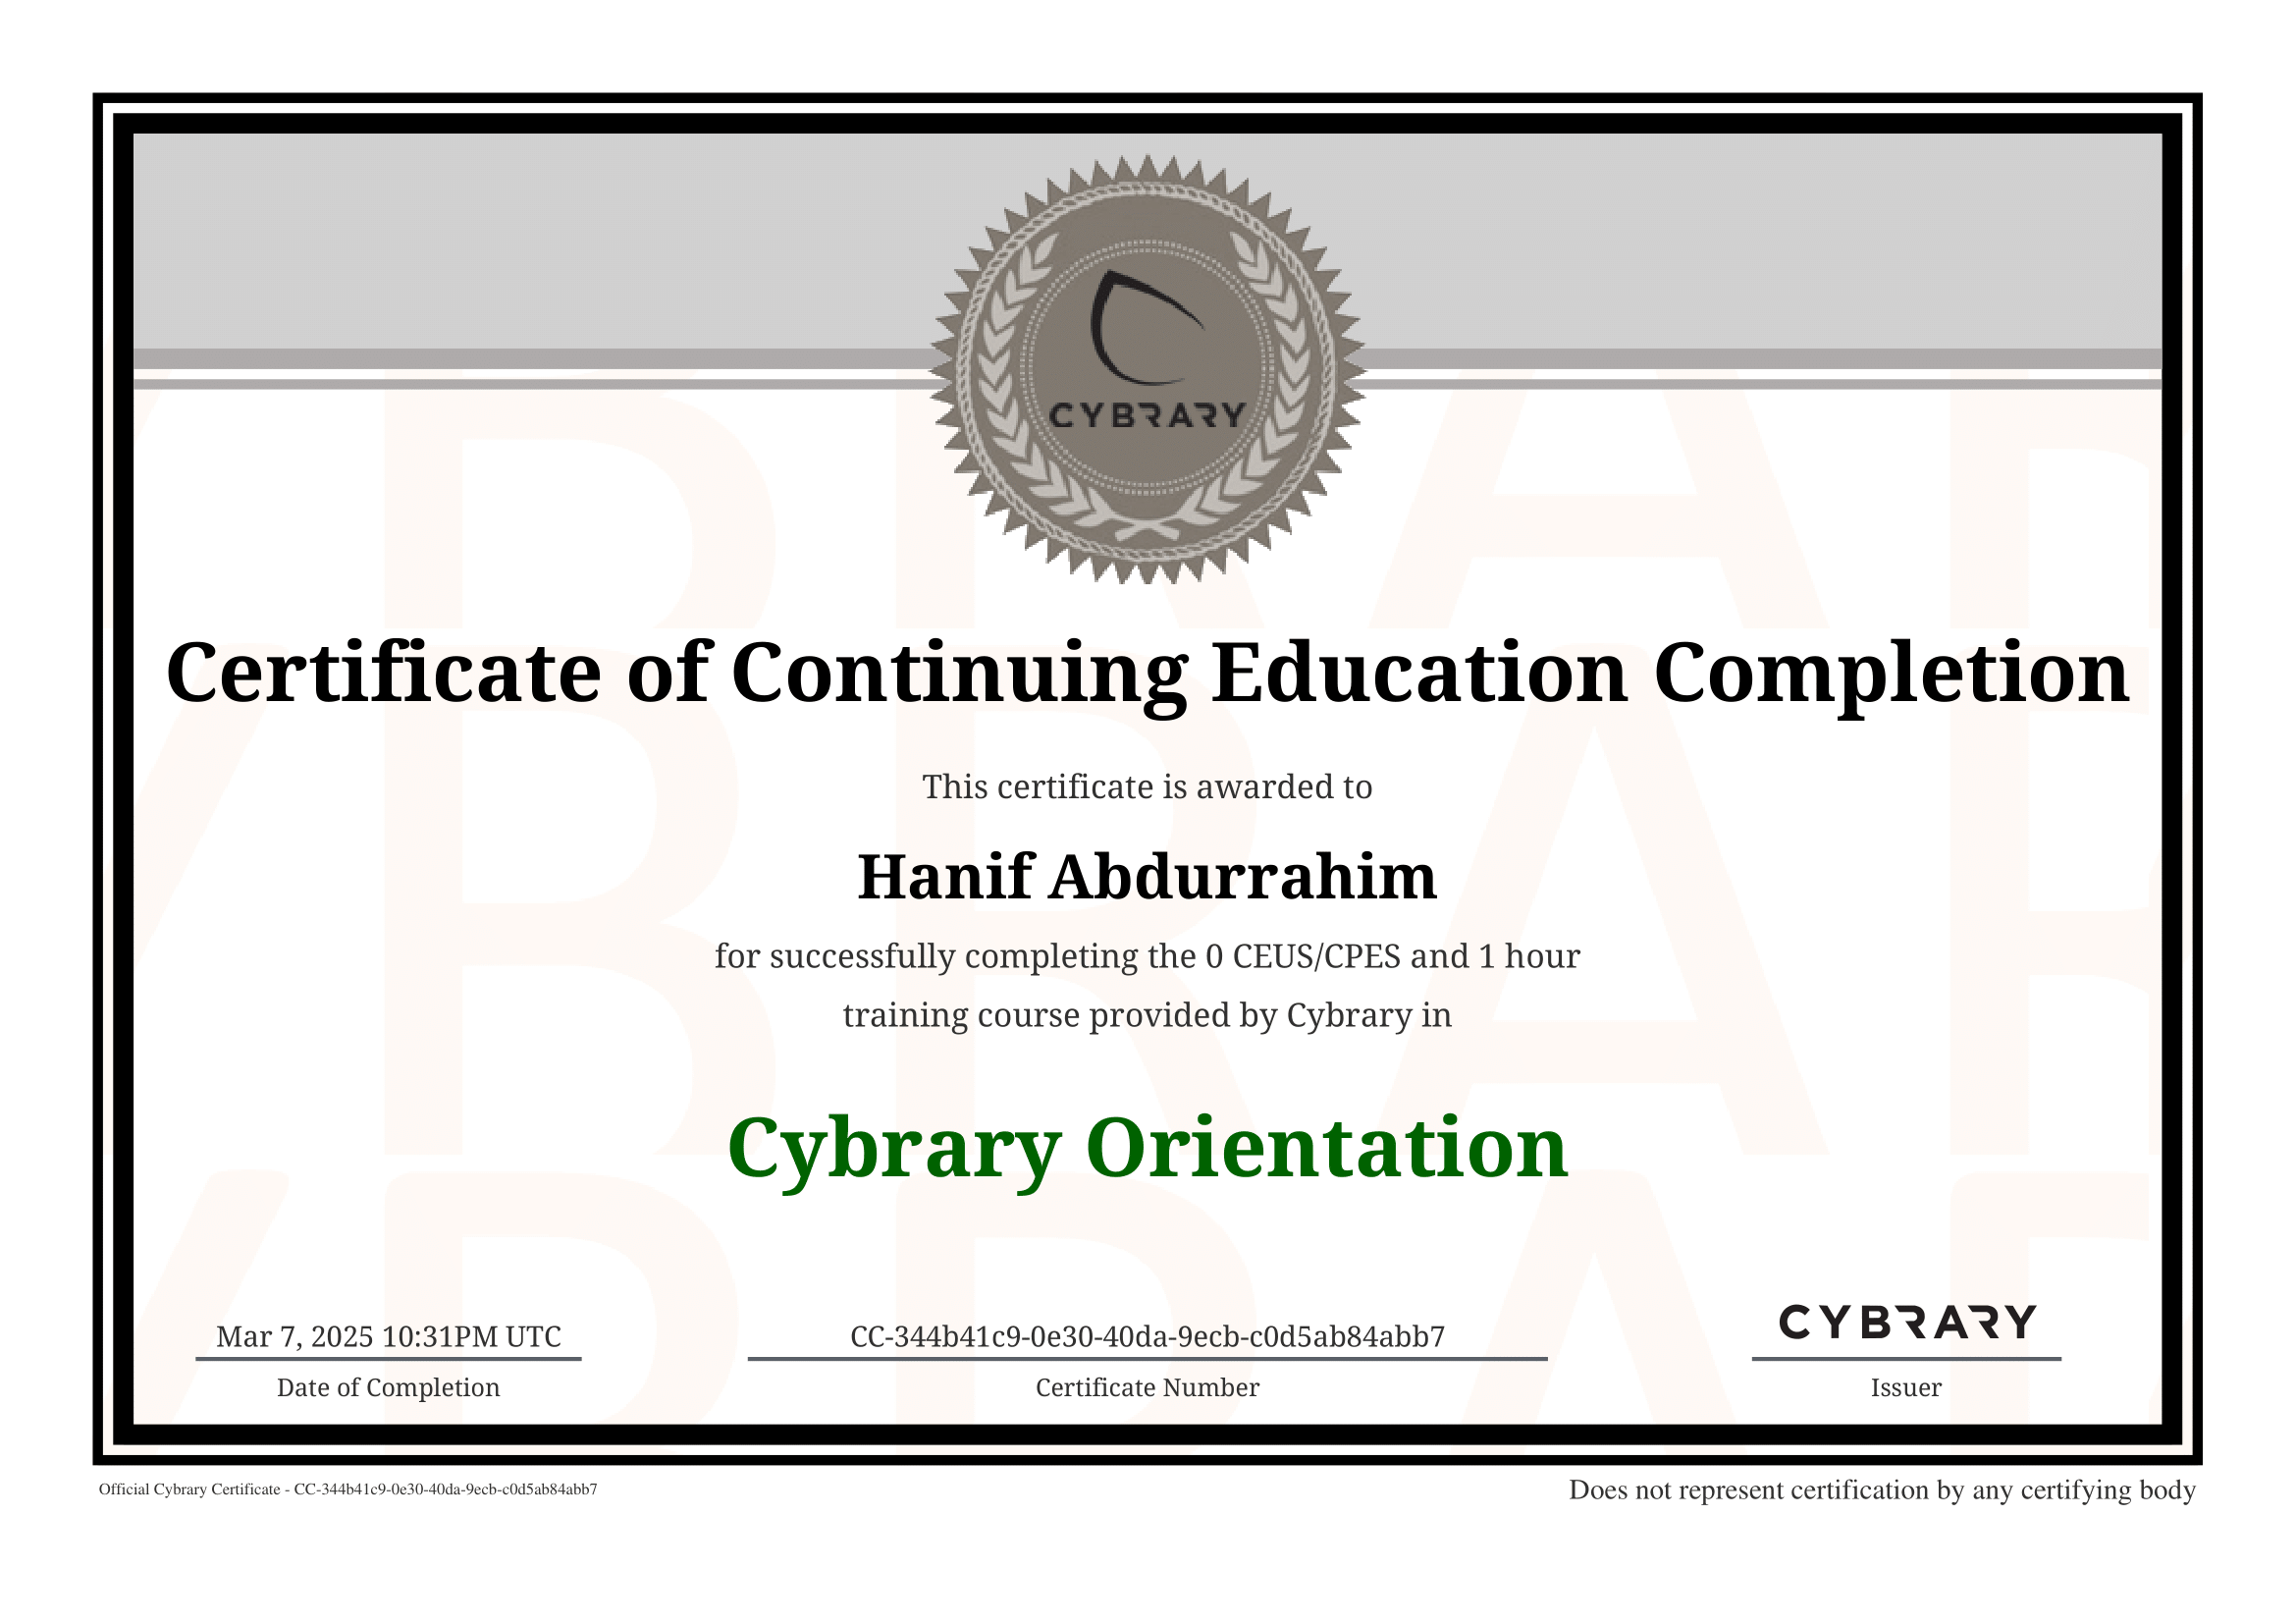 CYBRARY
Certificate of Continuing Education Completion
This certificate is awarded to
Hanif Abdurrahim
for successfully completing the 0 CEUS/CPES and 1 hour
training course provided by Cybrary in
Cybrary Orientation
Mar 7, 2025 10:31PM UTC
Date of Completion
CC-344b41c9-0e30-40da-9ecb-c0d5ab84abb7
Certificate Number
CYBRARY
Issuer
Official Cybrary Certificate - CC-344b41c9-0e30-40da-9ecb-c0d5ab84abb7
Does not represent certification by any certifying body